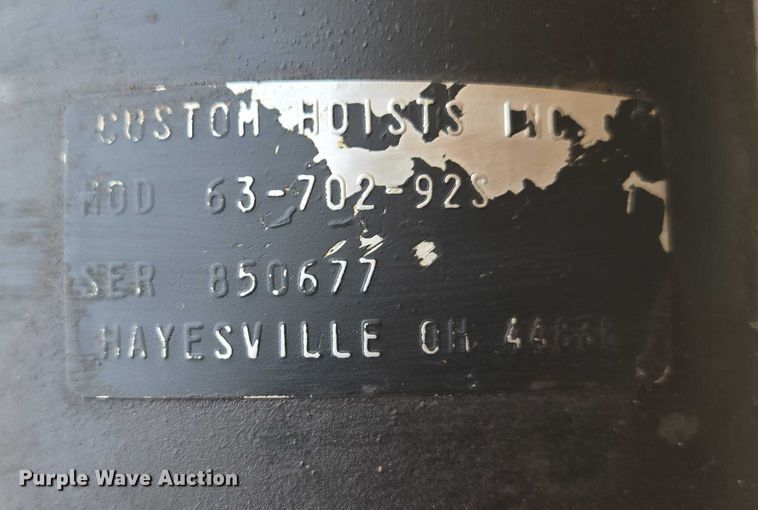 CUSTOM HOISTS INC.
MOD 63-702-92S
SER 850677
HAYESVILLE OH
Purple Wave Auction